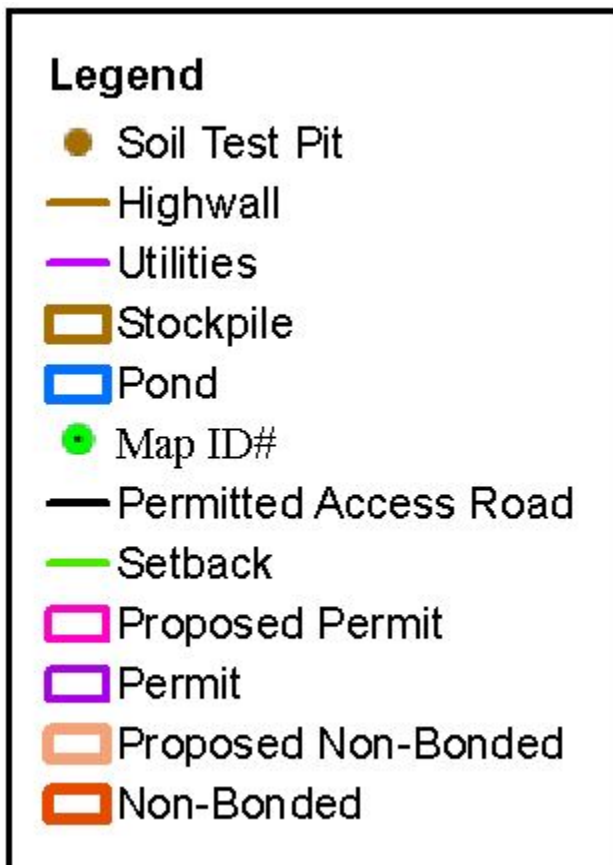 Legend
Soil Test Pit
Highwall
Utilities
Stockpile
Pond
Map ID#
Permitted Access Road
Setback
Proposed Permit
Permit
Proposed Non-Bonded
Non-Bonded